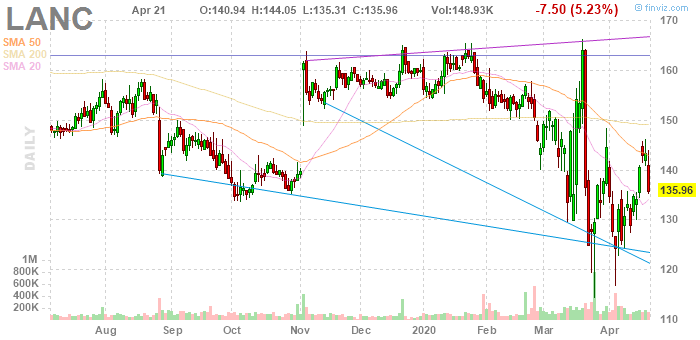 LANC
Apr 21 O:140.94 H:144.05 L:135.31 C:135.96 Vol:148.93K -7.50 (5.23%)
© finviz.com
SMA 50
SMA 200
SMA 20
DAILY
170
160
150
140
135.96
130
120
110
1M
800K
600K
400K
200K
Aug Sep Oct Nov Dec 2020 Feb Mar Apr